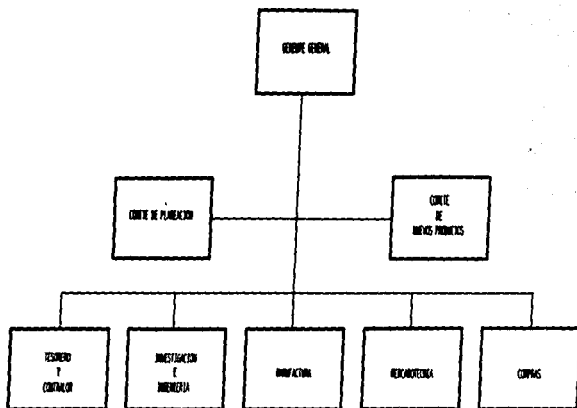 GERENTE GENERAL
COMITE DE PLANEACION
COMITE
DE
NUEVOS PRODUCTOS
TESORERO
Y
CONTRALOR
INVESTIGACION
E
INGENIERIA
MANUFACTURA
MERCADOTECNIA
COMPRAS